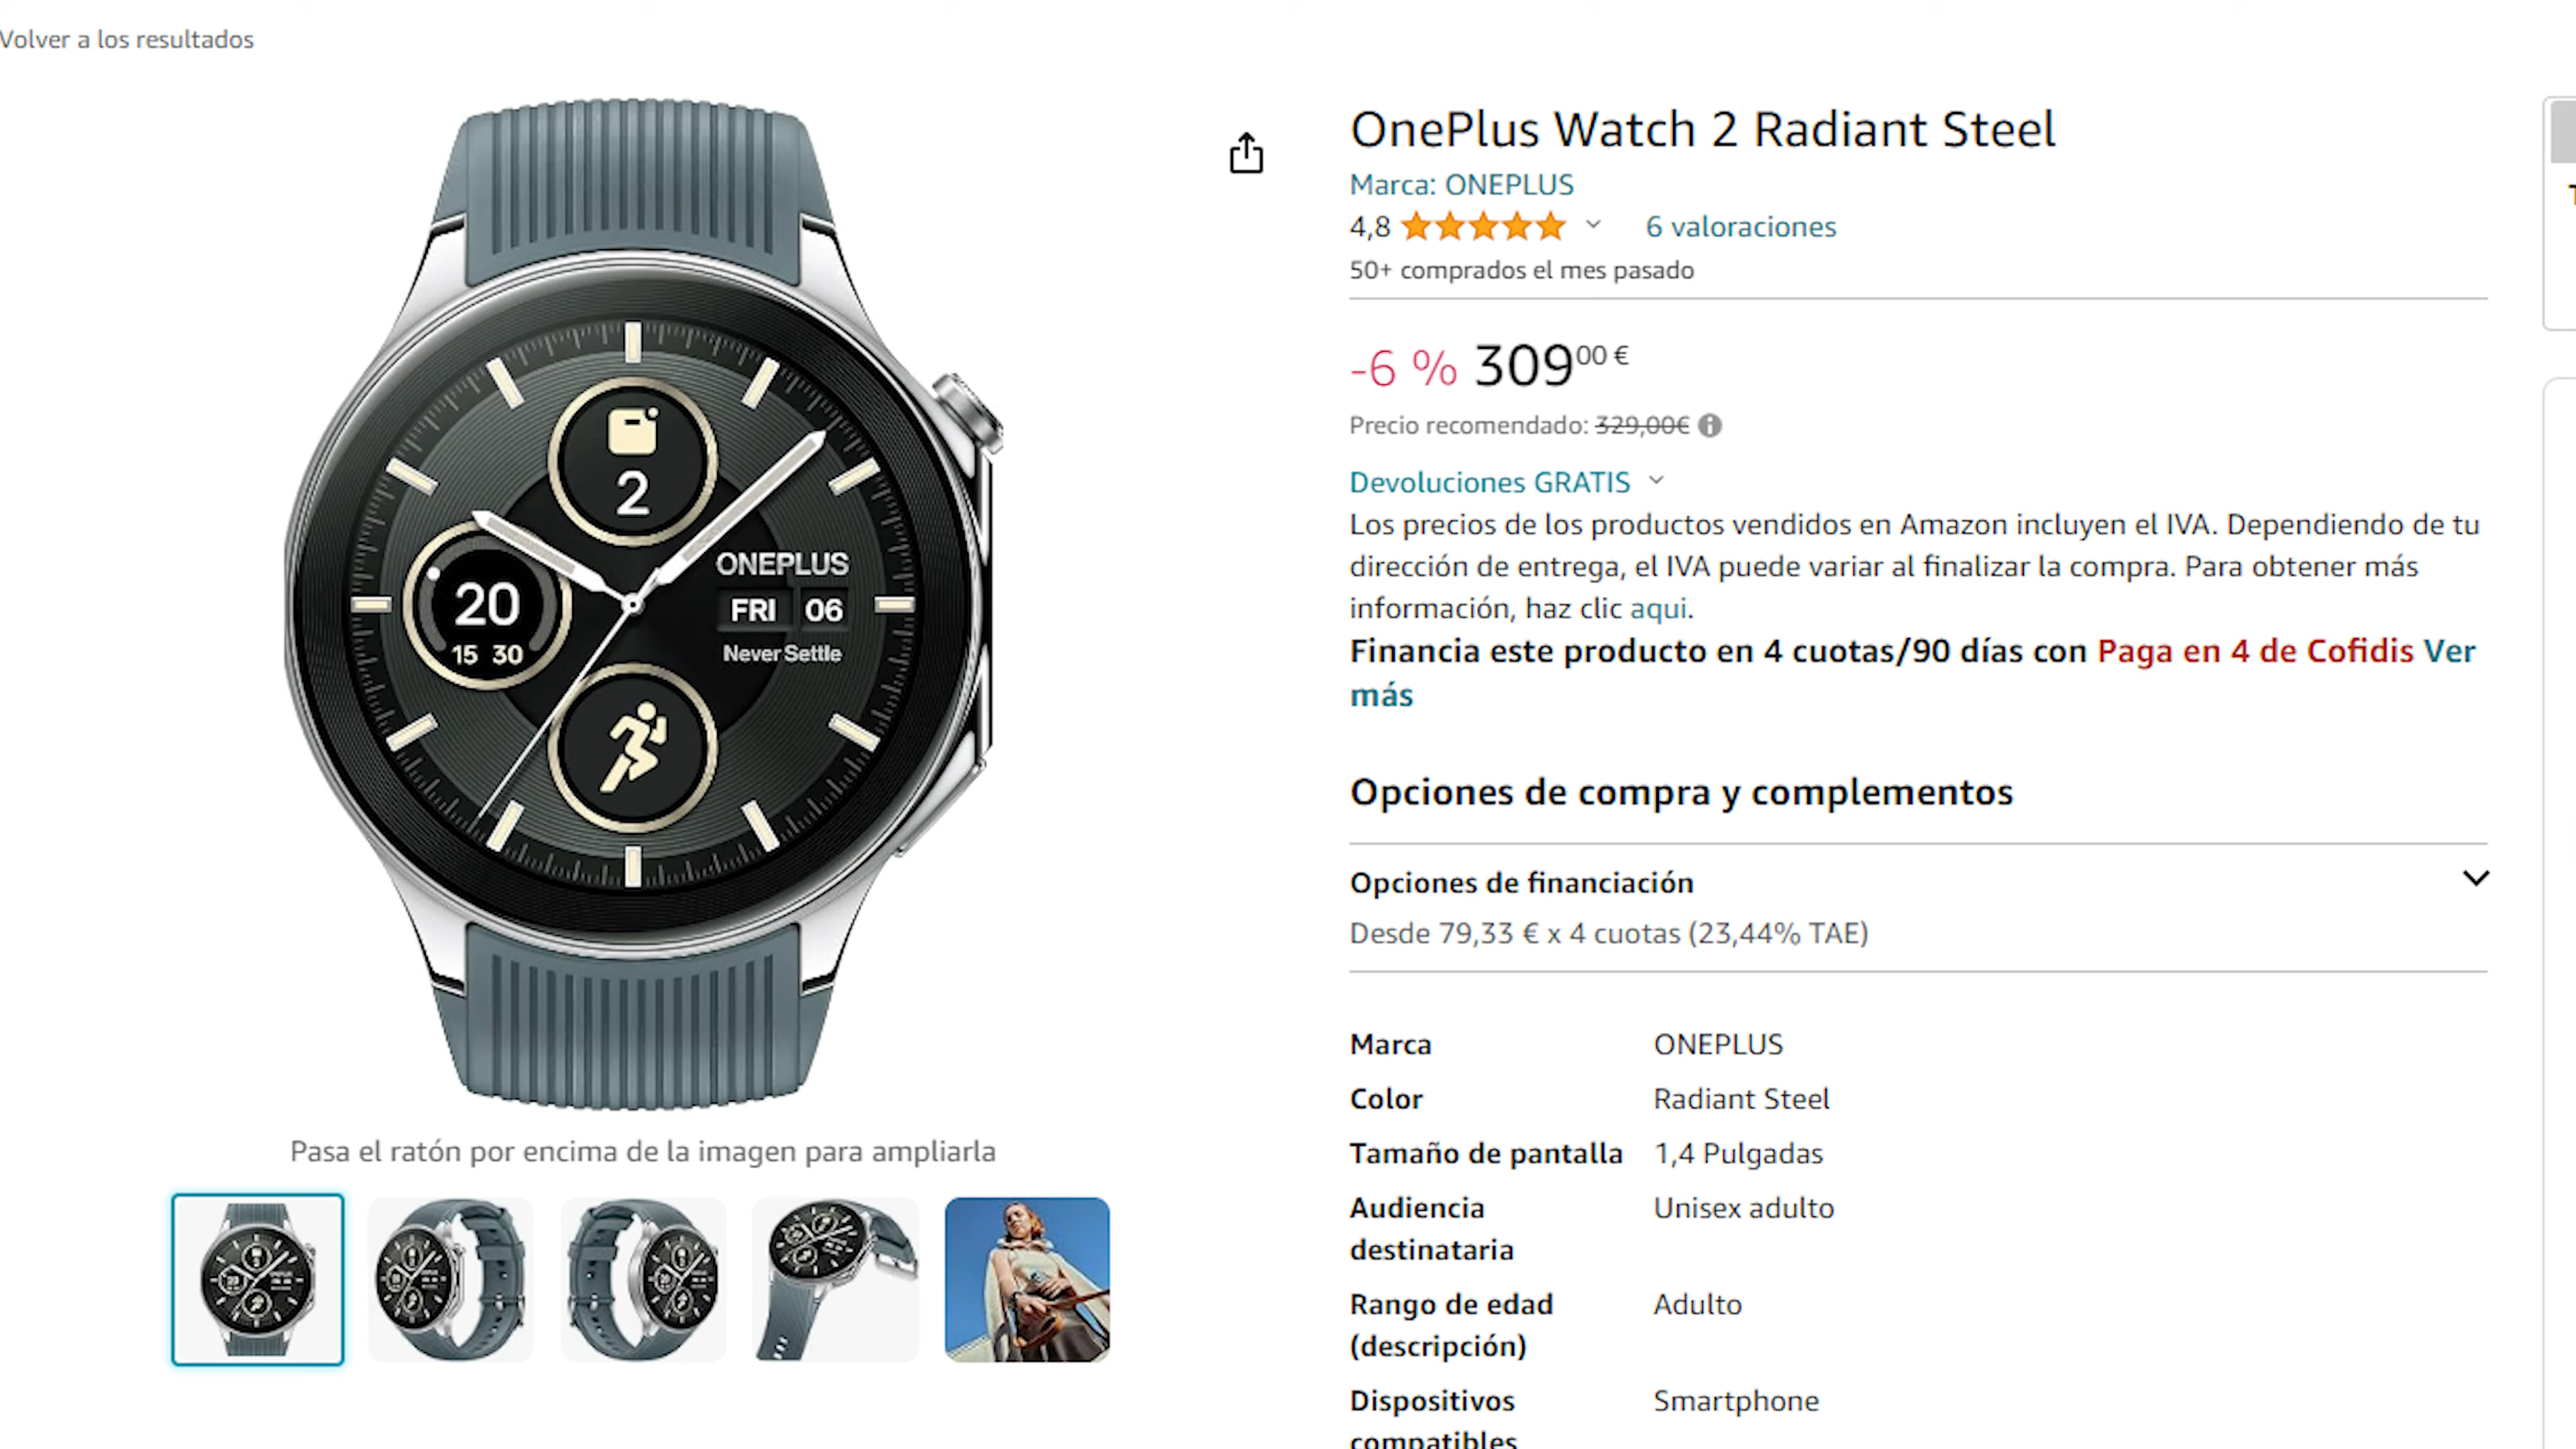 Volver a los resultados
2
20
15 30
ONEPLUS
FRI 06
Never Settle
Pasa el ratón por encima de la imagen para ampliarla
OnePlus Watch 2 Radiant Steel
Marca: ONEPLUS
4,8 6 valoraciones
50+ comprados el mes pasado
-6 % 309,00 €
Precio recomendado: 329,00€
Devoluciones GRATIS
Los precios de los productos vendidos en Amazon incluyen el IVA. Dependiendo de tu
dirección de entrega, el IVA puede variar al finalizar la compra. Para obtener más
información, haz clic aqui.
Financia este producto en 4 cuotas/90 días con Paga en 4 de Cofidis Ver
más
Opciones de compra y complementos
Opciones de financiación
Desde 79,33 € x 4 cuotas (23,44% TAE)
Marca ONEPLUS
Color Radiant Steel
Tamaño de pantalla 1,4 Pulgadas
Audiencia Unisex adulto
destinataria
Rango de edad Adulto
(descripción)
Dispositivos Smartphone
compatibles